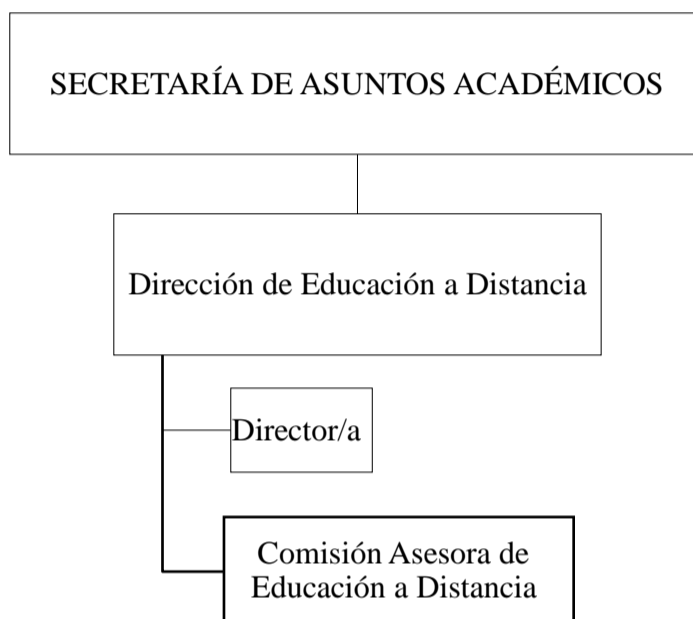 SECRETARÍA DE ASUNTOS ACADÉMICOS
Dirección de Educación a Distancia
Director/a
Comisión Asesora de
Educación a Distancia